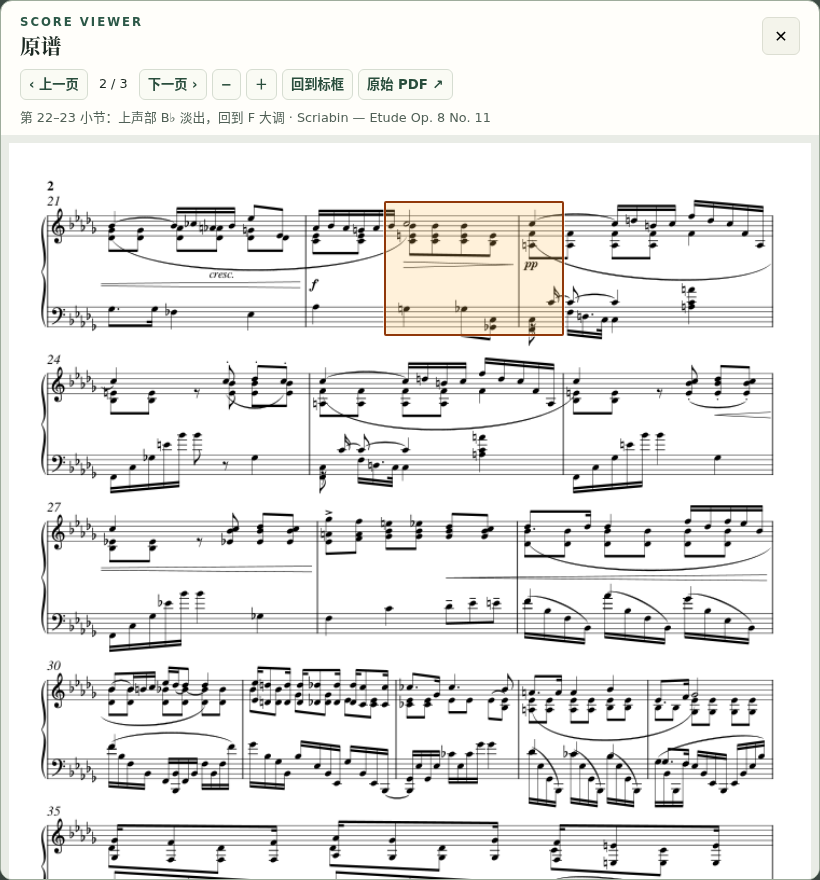 SCORE VIEWER
原谱
✕
‹ 上一页
2 / 3
下一页 ›
−
+
回到标框
原始 PDF ↗
第 22–23 小节：上声部 B♭ 淡出，回到 F 大调 · Scriabin — Etude Op. 8 No. 11
2
21
cresc.
f
pp
24
27
30
35